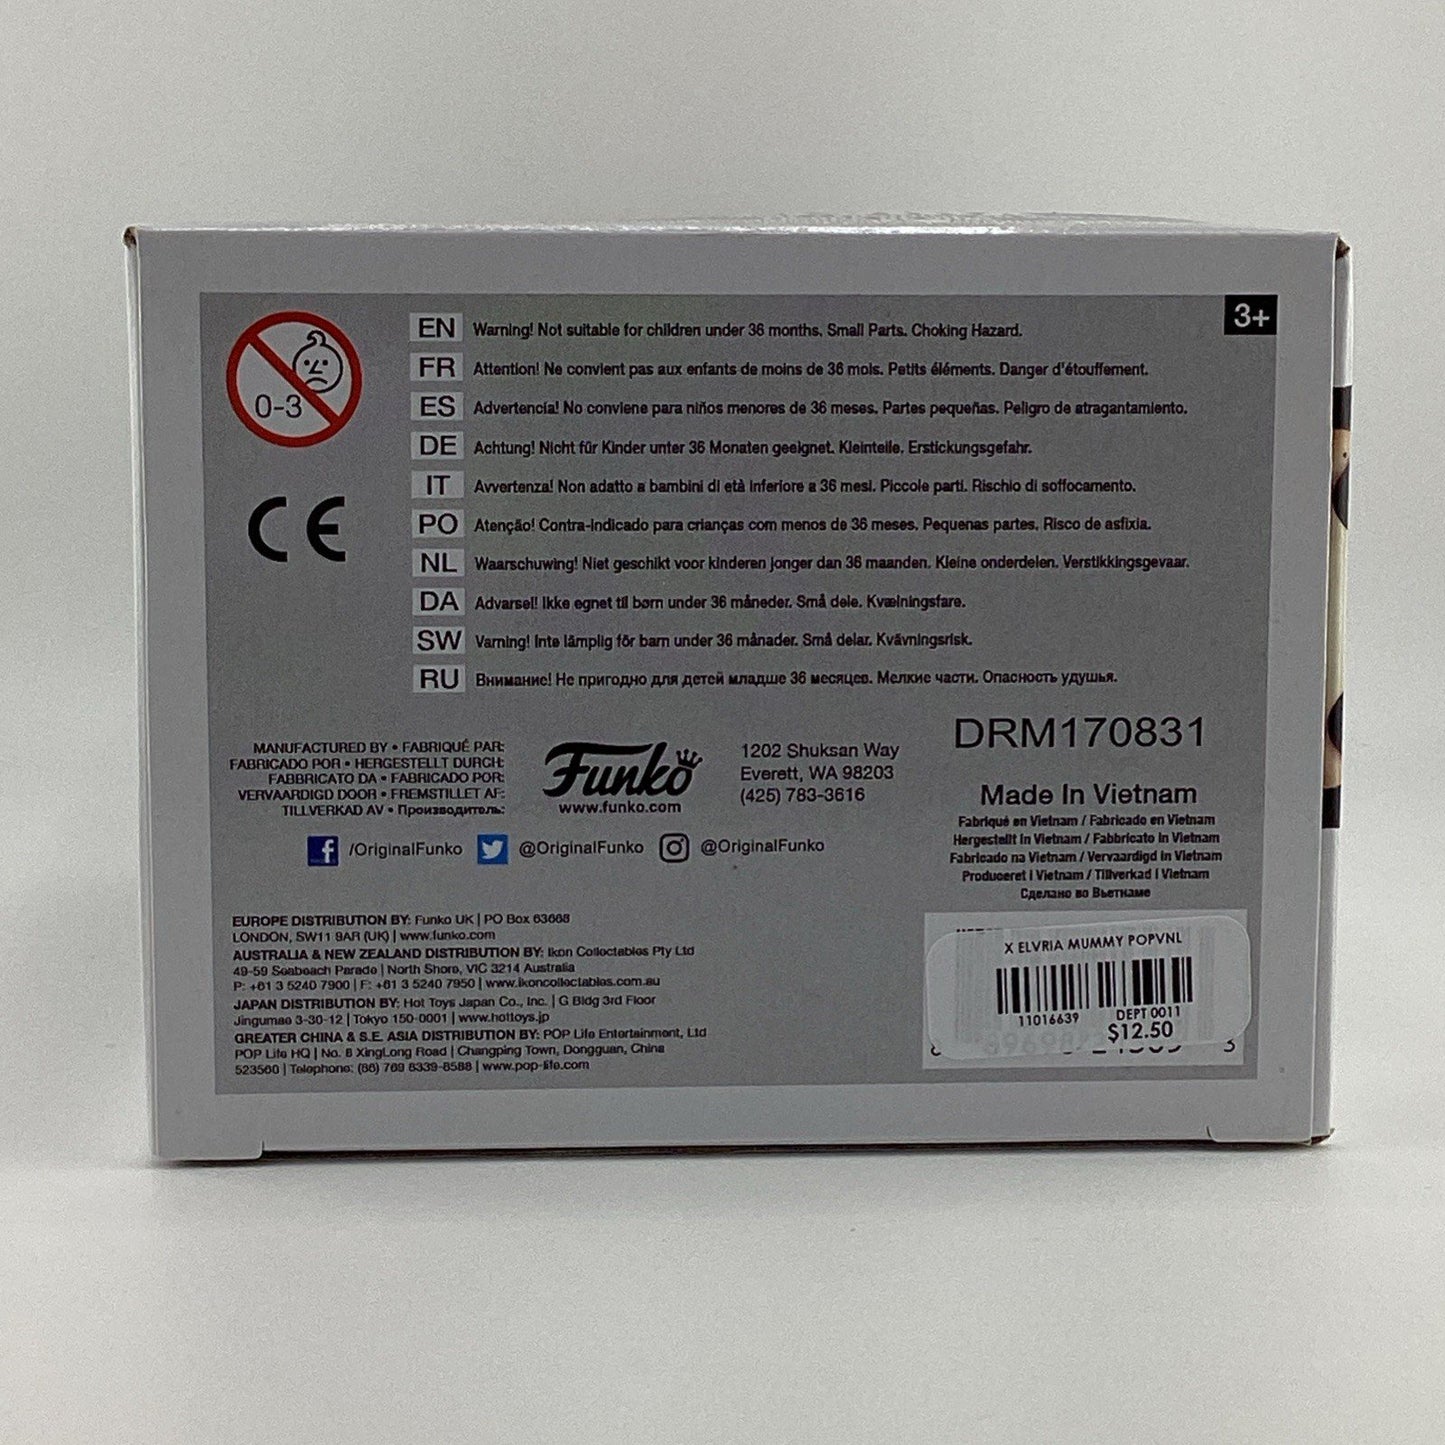 3+
0-3
EN Warning! Not suitable for children under 36 months. Small Parts. Choking Hazard.
FR Attention! Ne convient pas aux enfants de moins de 36 mois. Petits éléments. Danger d'étouffement.
ES Advertencia! No conviene para niños menores de 36 meses. Partes pequeñas. Peligro de atragantamiento.
DE Achtung! Nicht für Kinder unter 36 Monaten geeignet. Kleinteile. Erstickungsgefahr.
IT Avvertenza! Non adatto a bambini di età inferiore a 36 mesi. Piccole parti. Rischio di soffocamento.
PO Atenção! Contra-indicado para crianças com menos de 36 meses. Pequenas partes. Risco de asfixia.
NL Waarschuwing! Niet geschikt voor kinderen jonger dan 36 maanden. Kleine onderdelen. Verstikkingsgevaar.
DA Advarsel! Ikke egnet til børn under 36 måneder. Små dele. Kvælningsfare.
SW Varning! Inte lämplig för barn under 36 månader. Små delar. Kvävningsrisk.
RU Внимание! Не пригодно для детей младше 36 месяцев. Мелкие части. Опасность удушья.
CE
MANUFACTURED BY • FABRIQUÉ PAR:
FABRICADO POR • HERGESTELLT DURCH:
FABBRICATO DA • FABRICADO POR:
VERVAARDIGD DOOR • FREMSTILLET AF:
TILLVERKAD AV • Производитель:
Funko
www.funko.com
1202 Shuksan Way
Everett, WA 98203
(425) 783-3616
/OriginalFunko @OriginalFunko @OriginalFunko
DRM170831
Made In Vietnam
Fabriqué en Vietnam / Fabricado en Vietnam
Hergestellt in Vietnam / Fabbricato in Vietnam
Fabricado na Vietnam / Vervaardigd in Vietnam
Produceret i Vietnam / Tillverkad i Vietnam
Сделано во Вьетнаме
EUROPE DISTRIBUTION BY: Funko UK | PO Box 63668
LONDON, SW11 9AR (UK) | www.funko.com
AUSTRALIA & NEW ZEALAND DISTRIBUTION BY: Ikon Collectables Pty Ltd
49-59 Seabeach Parade | North Shore, VIC 3214 Australia
P: +61 3 5240 7900 | F: +61 3 5240 7950 | www.ikoncollectables.com.au
JAPAN DISTRIBUTION BY: Hot Toys Japan Co., Inc. | G Bldg 3rd Floor
Jingumae 3-30-12 | Tokyo 150-0001 | www.hottoys.jp
GREATER CHINA & S.E. ASIA DISTRIBUTION BY: POP Life Entertainment, Ltd
POP Life HQ | No. 8 XingLong Road | Changping Town, Dongguan, China
523560 | Telephone: (86) 769 8339-8588 | www.pop-life.com
X ELVRIA MUMMY POPVNL
11016639 DEPT 0011
$12.50